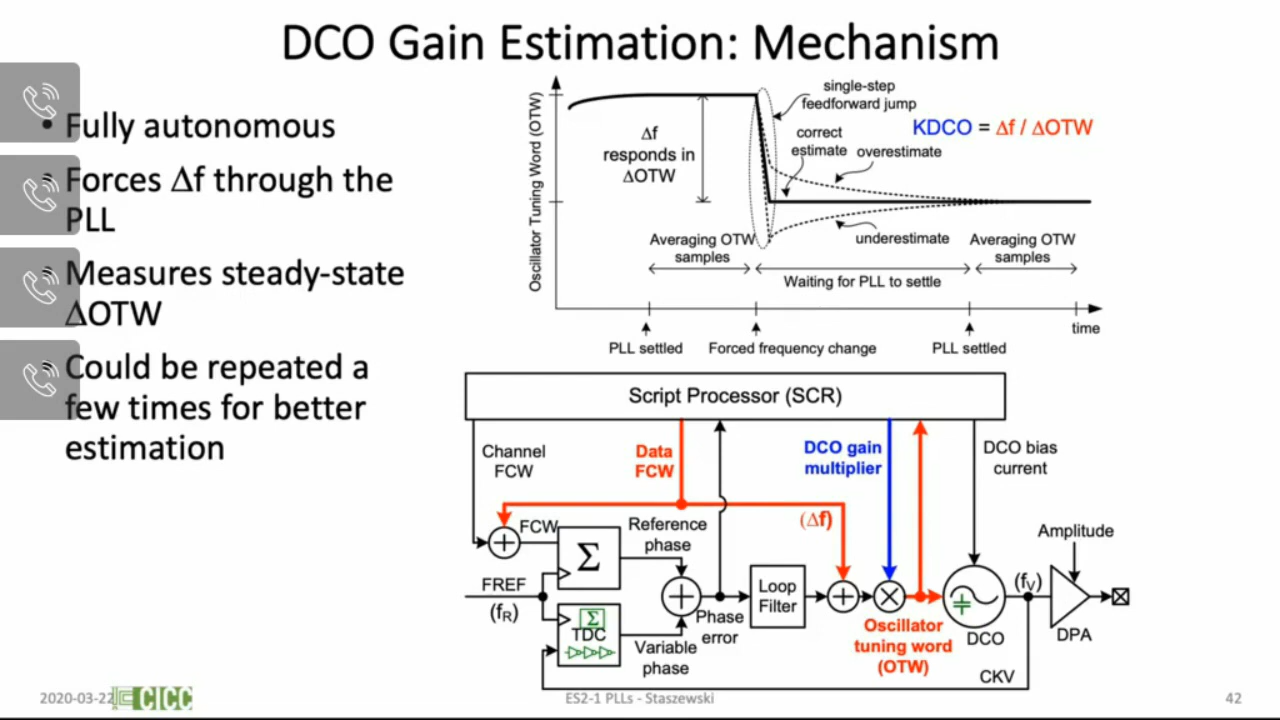 DCO Gain Estimation: Mechanism
• Fully autonomous
Forces Δf through the
PLL
Measures steady-state
ΔOTW
Could be repeated a
few times for better
estimation
Oscillator Tuning Word (OTW)
Δf
responds in
ΔOTW
single-step
feedforward jump
correct
estimate
overestimate
KDCO = Δf / ΔOTW
underestimate
Averaging OTW
samples
Waiting for PLL to settle
Averaging OTW
samples
time
PLL settled
Forced frequency change
PLL settled
Script Processor (SCR)
Channel
FCW
Data
FCW
DCO gain
multiplier
DCO bias
current
(Δf)
FCW
Σ
Reference
phase
Amplitude
FREF
(fR)
Σ
TDC
Phase
error
Variable
phase
Loop
Filter
Oscillator
tuning word
(OTW)
DCO
(fV)
DPA
CKV
2020-03-22
CICC
ES2-1 PLLs - Staszewski
42